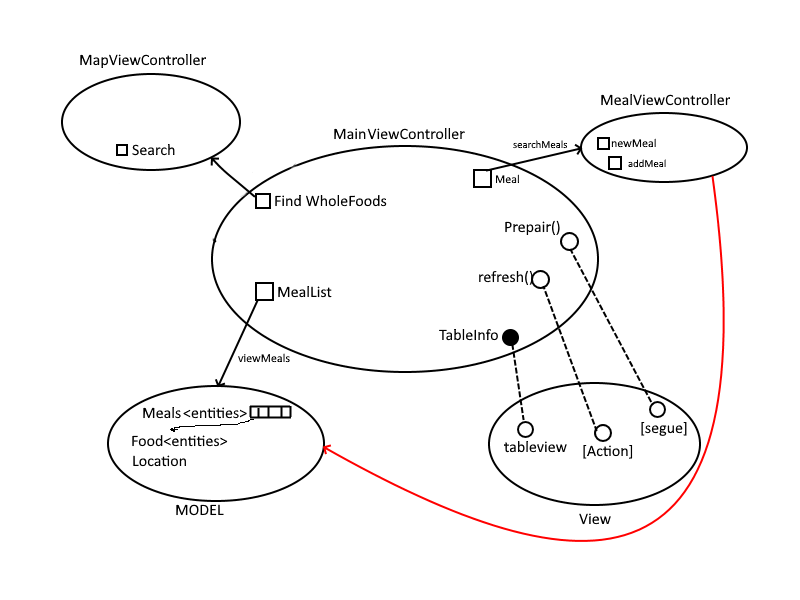 MapViewController
Search
MainViewController
MealViewController
searchMeals
newMeal
addMeal
Meal
Find WholeFoods
Prepair()
refresh()
MealList
TableInfo
viewMeals
Meals<entities>
Food<entities>
Location
MODEL
tableview
[Action]
[segue]
View